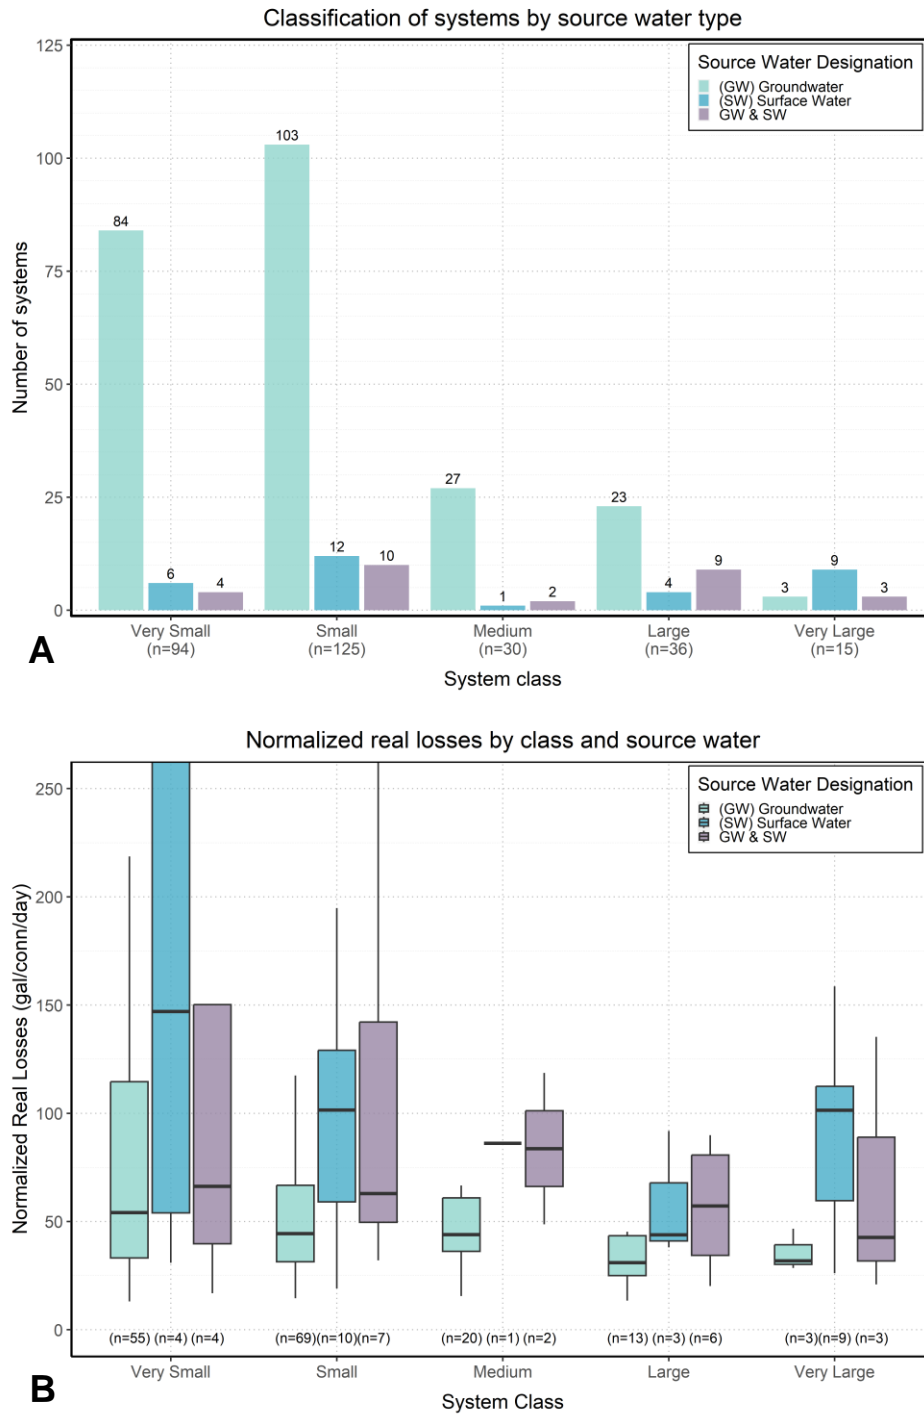 Classification of systems by source water type
125
100
75
50
25
0
Number of systems
Source Water Designation
(GW) Groundwater
(SW) Surface Water
GW & SW
84
6
4
103
12
10
27
1
2
23
4
9
3
9
3
Very Small
(n=94)
Small
(n=125)
Medium
(n=30)
Large
(n=36)
Very Large
(n=15)
System class
A
Normalized real losses by class and source water
250
200
150
100
50
0
Normalized Real Losses (gal/conn/day)
Source Water Designation
(GW) Groundwater
(SW) Surface Water
GW & SW
(n=55) (n=4) (n=4)
(n=69)(n=10)(n=7)
(n=20) (n=1) (n=2)
(n=13) (n=3) (n=6)
(n=3)(n=9) (n=3)
Very Small
Small
Medium
Large
Very Large
System Class
B